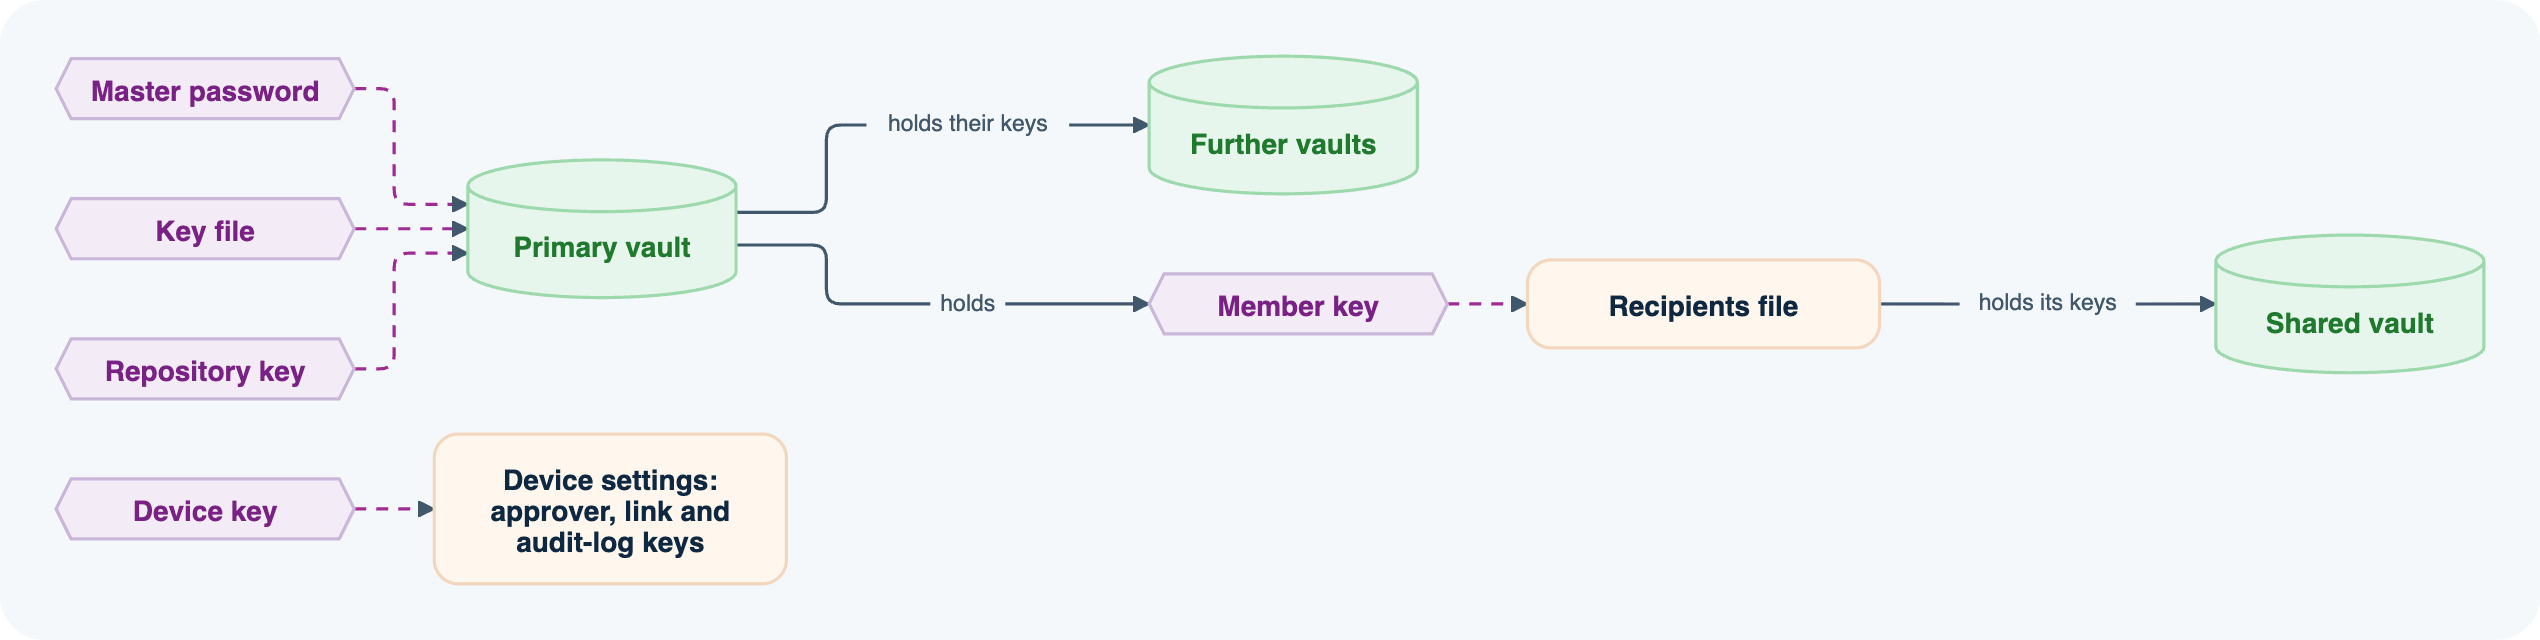 Master password
Key file
Repository key
Device key
Primary vault
Device settings:
approver, link and
audit-log keys
holds their keys
holds
Further vaults
Member key
Recipients file
holds its keys
Shared vault